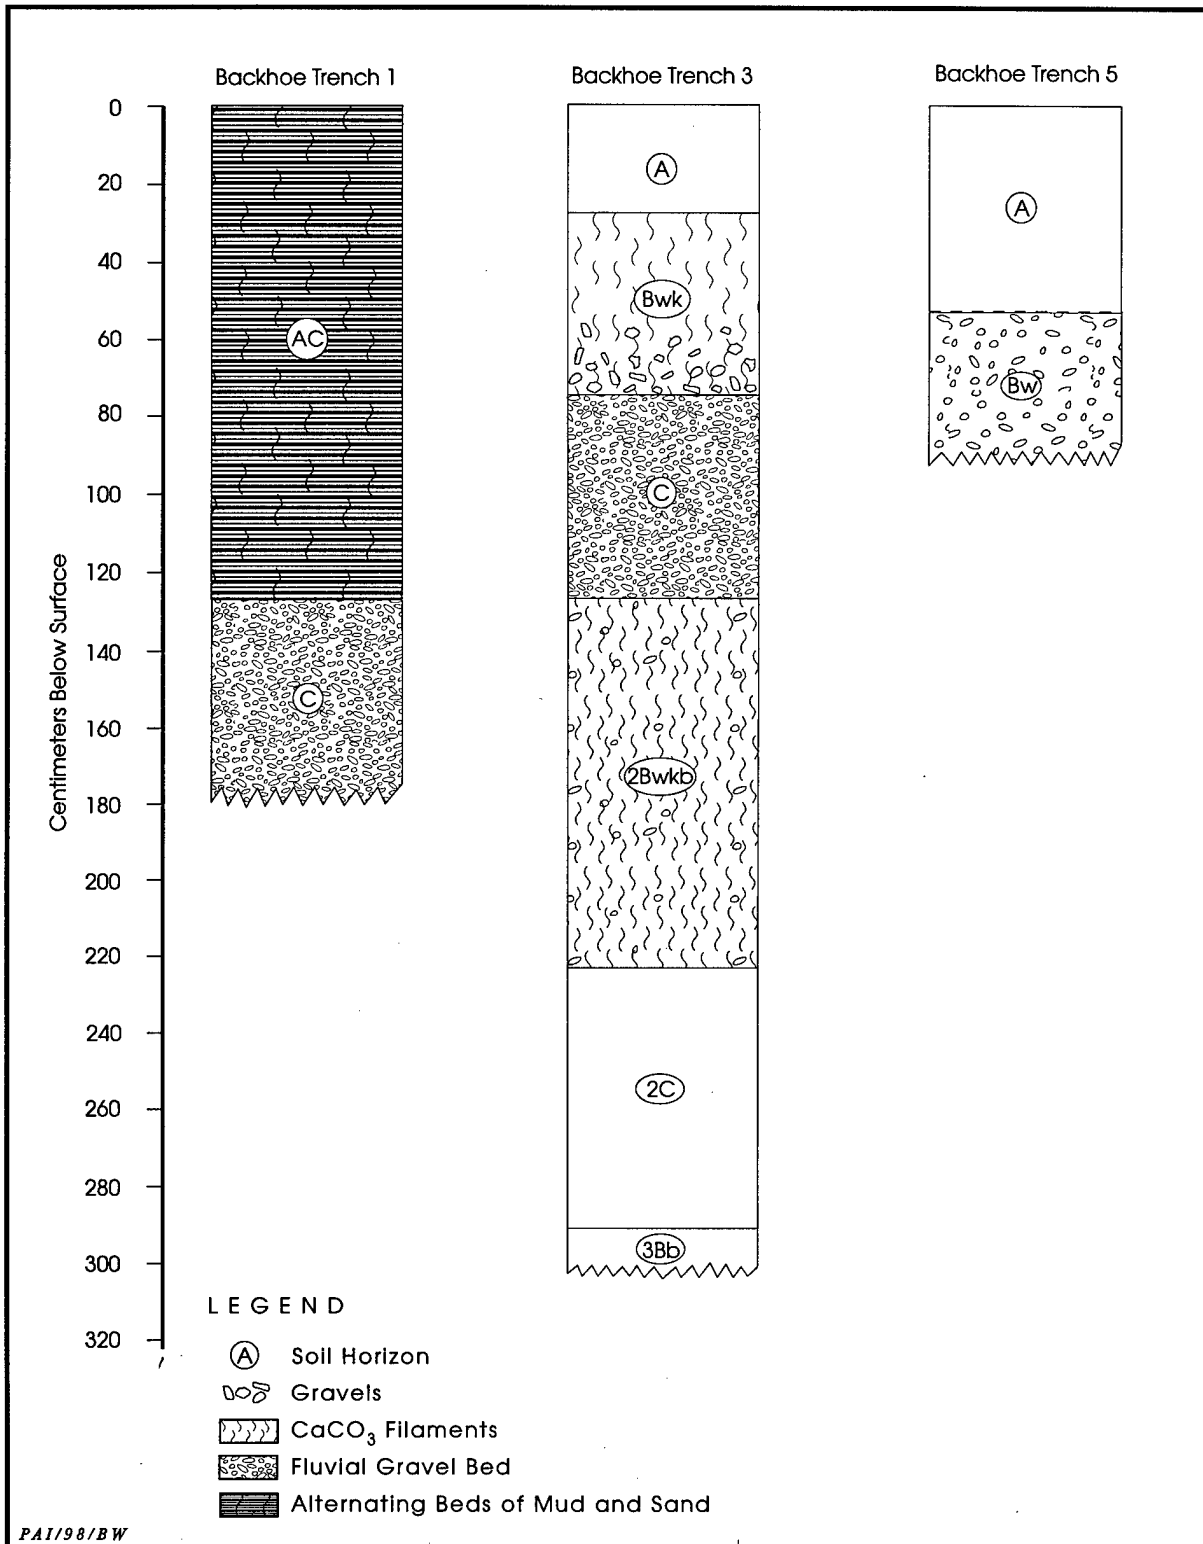 Backhoe Trench 1
Backhoe Trench 3
Backhoe Trench 5
Centimeters Below Surface
0
20
40
60
80
100
120
140
160
180
200
220
240
260
280
300
320
AC
C
A
Bwk
C
2Bwkb
2C
3Bb
A
Bw
LEGEND
A Soil Horizon
Gravels
CaCO₃ Filaments
Fluvial Gravel Bed
Alternating Beds of Mud and Sand
PAI/98/BW